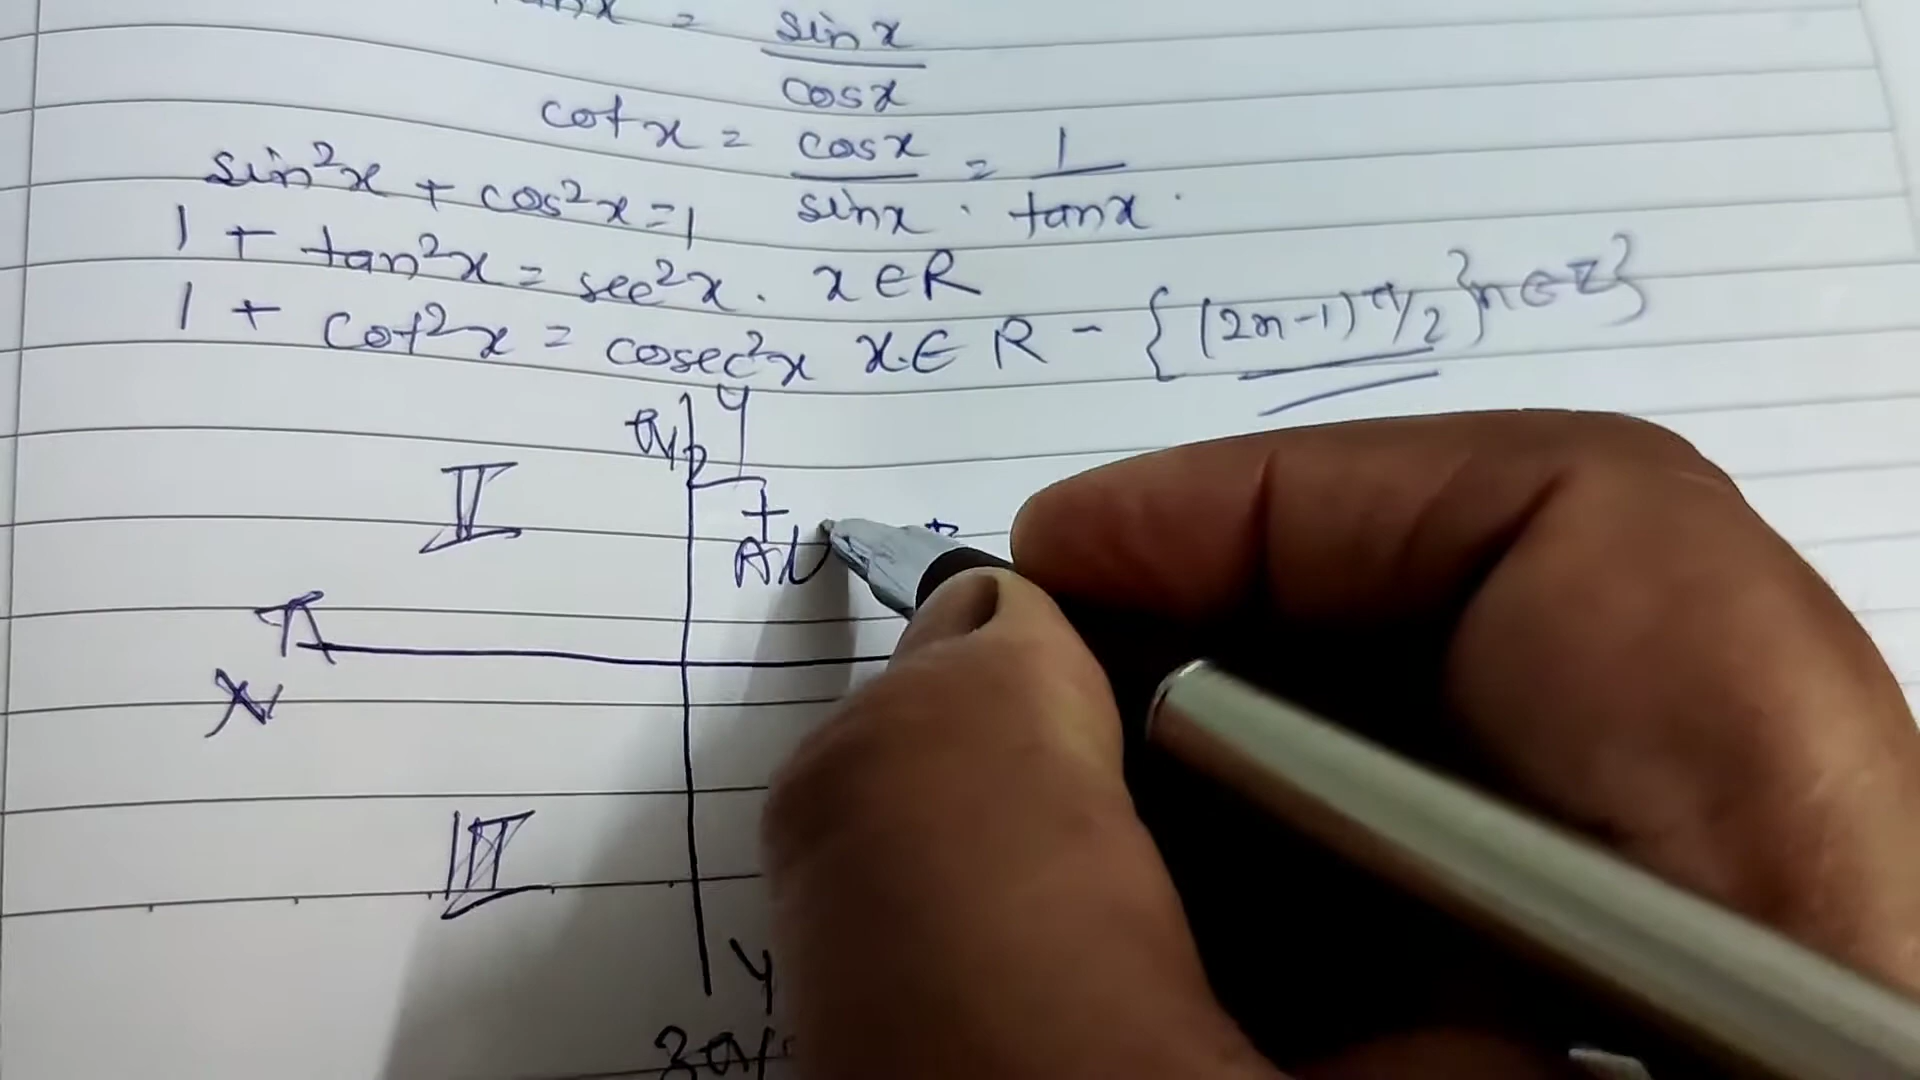 = sin x
cos x
cot x = cos x / sin x = 1 / tan x .
sin²x + cos²x = 1
1 + tan²x = sec²x . x ∈ R
1 + cot²x = cosec²x x ∈ R - { (2n-1) π/2 } n ∈ Z }
π/2 y
II
+
π
X'
III
Y